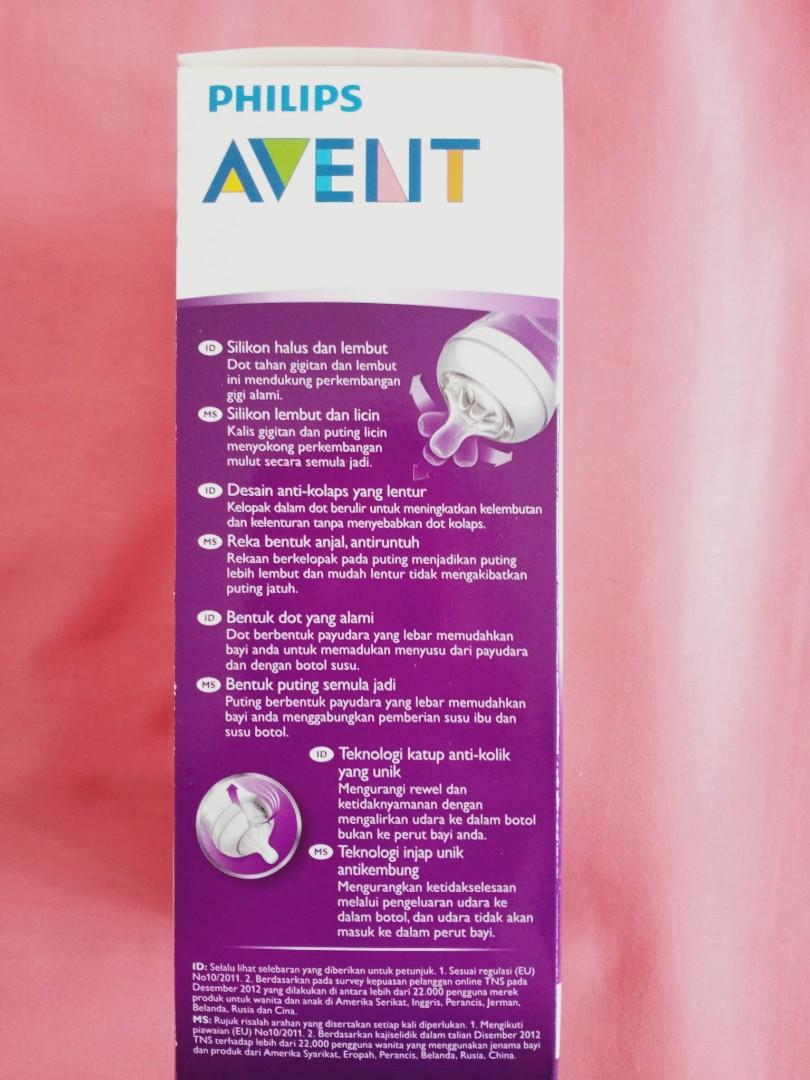 PHILIPS
AVENT
ID Silikon halus dan lembut
Dot tahan gigitan dan lembut
ini mendukung perkembangan
gigi alami.
MS Silikon lembut dan licin
Kalis gigitan dan puting licin
menyokong perkembangan
mulut secara semula jadi.
ID Desain anti-kolaps yang lentur
Kelopak dalam dot berulir untuk meningkatkan kelembutan
dan kelenturan tanpa menyebabkan dot kolaps.
MS Reka bentuk anjal, antiruntuh
Rekaan berkelopak pada puting menjadikan puting
lebih lembut dan mudah lentur tidak mengakibatkan
puting jatuh.
ID Bentuk dot yang alami
Dot berbentuk payudara yang lebar memudahkan
bayi anda untuk memadukan menyusu dari payudara
dan dengan botol susu.
MS Bentuk puting semula jadi
Puting berbentuk payudara yang lebar memudahkan
bayi anda menggabungkan pemberian susu ibu dan
susu botol.
ID Teknologi katup anti-kolik
yang unik
Mengurangi rewel dan
ketidaknyamanan dengan
mengalirkan udara ke dalam botol
bukan ke perut bayi anda.
MS Teknologi injap unik
antikembung
Mengurangkan ketidakselesaan
melalui pengeluaran udara ke
dalam botol, dan udara tidak akan
masuk ke dalam perut bayi.
ID: Selalu lihat selebaran yang diberikan untuk petunjuk. 1. Sesuai regulasi (EU)
No10/2011. 2. Berdasarkan pada survey kepuasan pelanggan online TNS pada
Desember 2012 yang dilakukan di antara lebih dari 22.000 pengguna merek
produk untuk wanita dan anak di Amerika Serikat, Inggris, Perancis, Jerman,
Belanda, Rusia dan Cina.
MS: Rujuk risalah arahan yang disertakan setiap kali diperlukan. 1. Mengikuti
piawaian (EU) No10/2011. 2. Berdasarkan kajiselidik dalam talian Disember 2012
TNS terhadap lebih dari 22,000 pengguna wanita yang menggunakan jenama bayi
dan produk dari Amerika Syarikat, Eropah, Perancis, Belanda, Rusia, China.